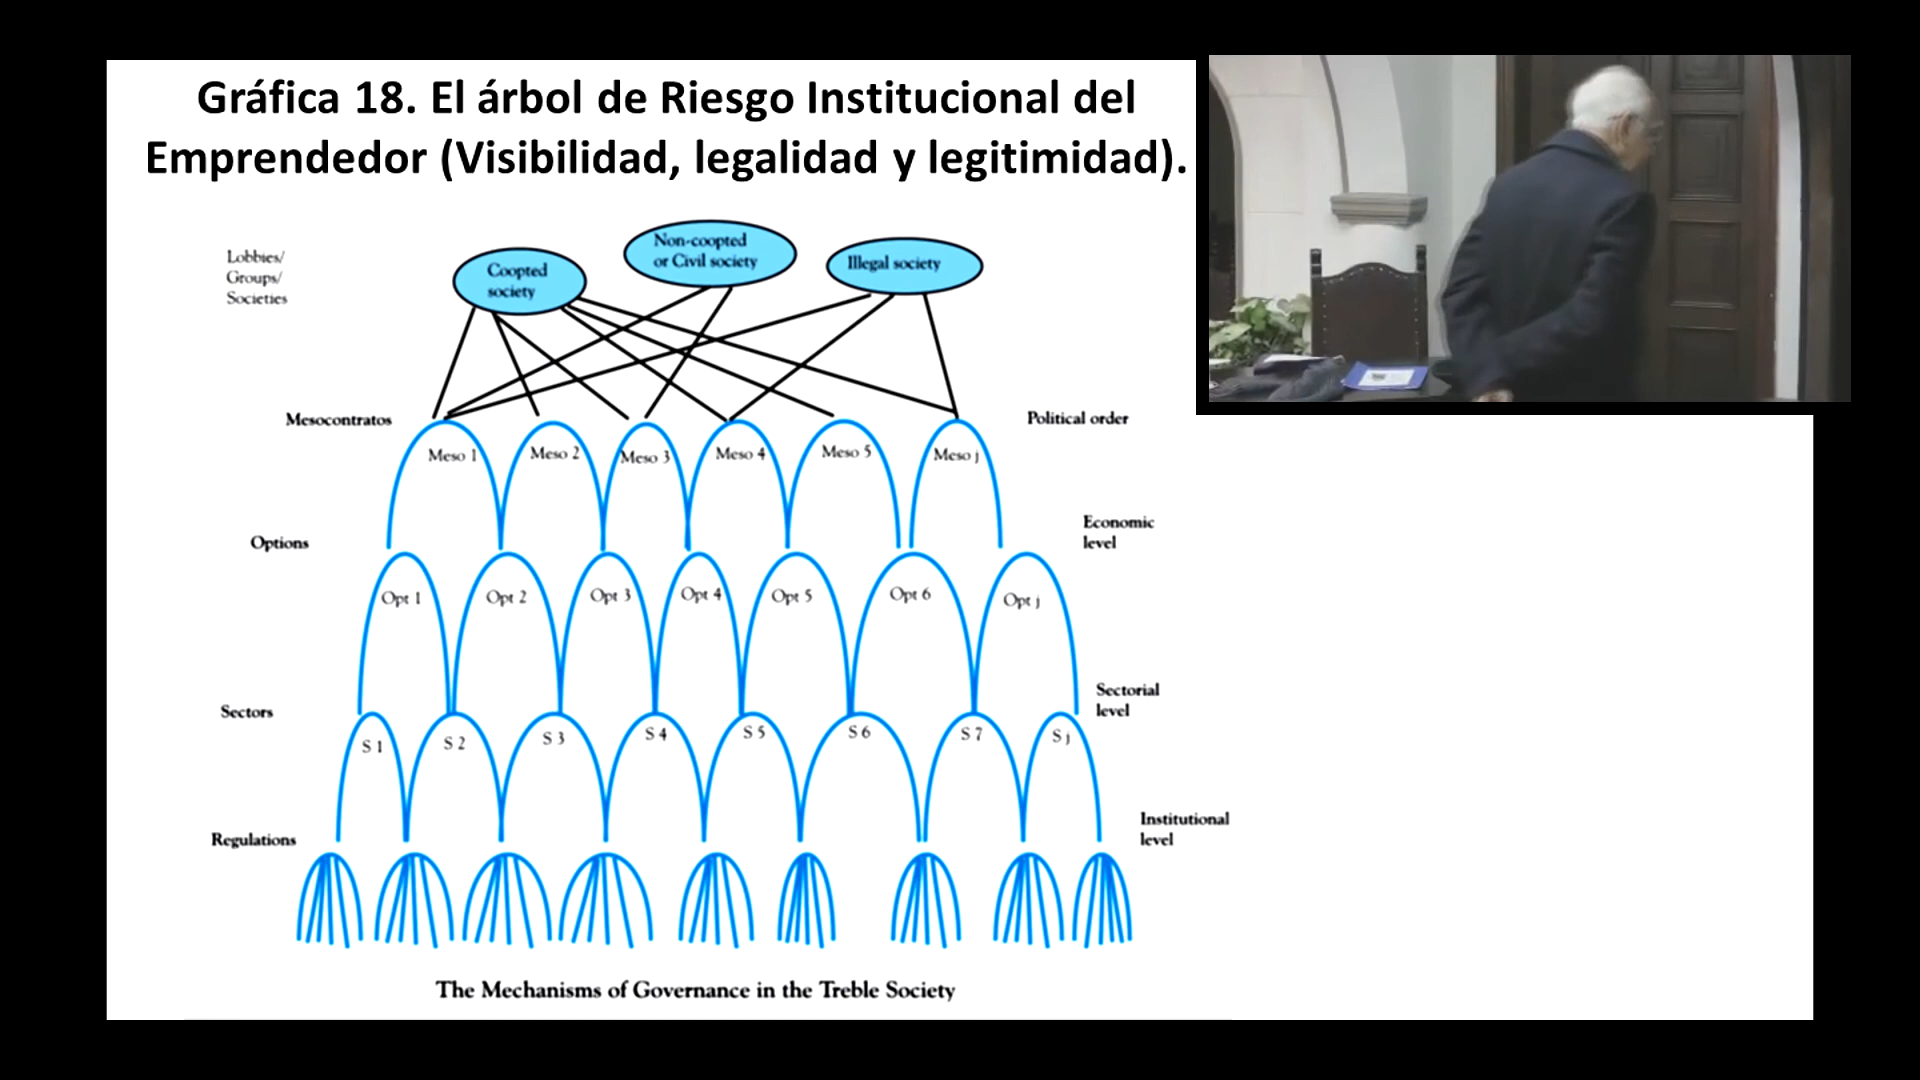 Gráfica 18. El árbol de Riesgo Institucional del
Emprendedor (Visibilidad, legalidad y legitimidad).
Lobbies/
Groups/
Societies
Coopted
society
Non-coopted
or Civil society
Illegal society
Mesocontratos
Political order
Meso 1
Meso 2
Meso 3
Meso 4
Meso 5
Meso j
Options
Economic
level
Opt 1
Opt 2
Opt 3
Opt 4
Opt 5
Opt 6
Opt j
Sectors
Sectorial
level
S 1
S 2
S 3
S 4
S 5
S 6
S 7
S j
Regulations
Institutional
level
The Mechanisms of Governance in the Treble Society